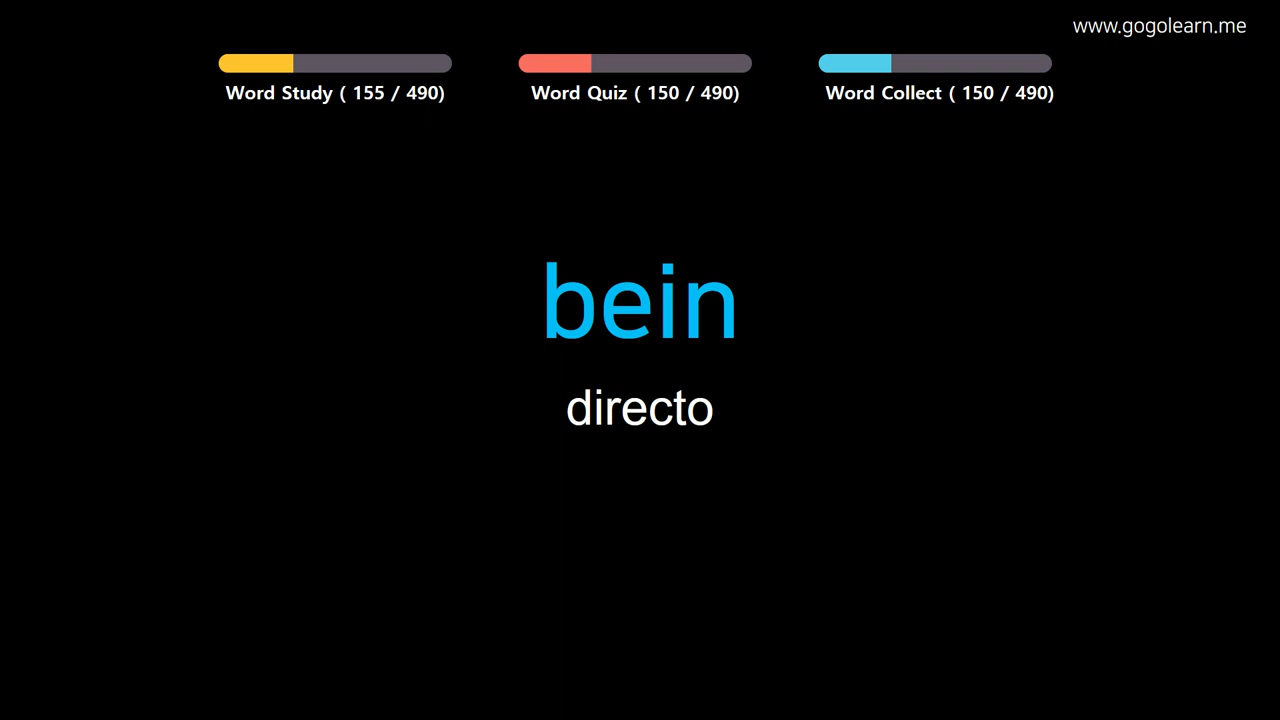 www.gogolearn.me
Word Study ( 155 / 490)
Word Quiz ( 150 / 490)
Word Collect ( 150 / 490)
bein
directo